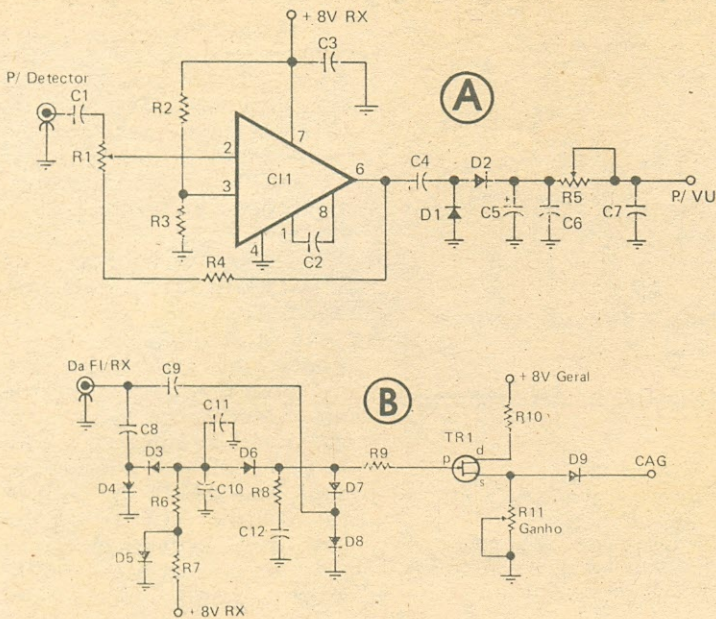 + 8V RX
C3
P/ Detector
C1
R2
A
R1
2
7
CI1
6
C4
D2
3
8
R5
P/ VU
R3
1
D1
C5
C6
C7
4
C2
R4
Da FI/RX
C9
B
+ 8V Geral
C8
C11
R10
TR1
D3
D6
R9
p
d
D9
CAG
D4
R6
C10
R8
D7
s
R11
Ganho
C12
D8
D5
R7
+ 8V RX